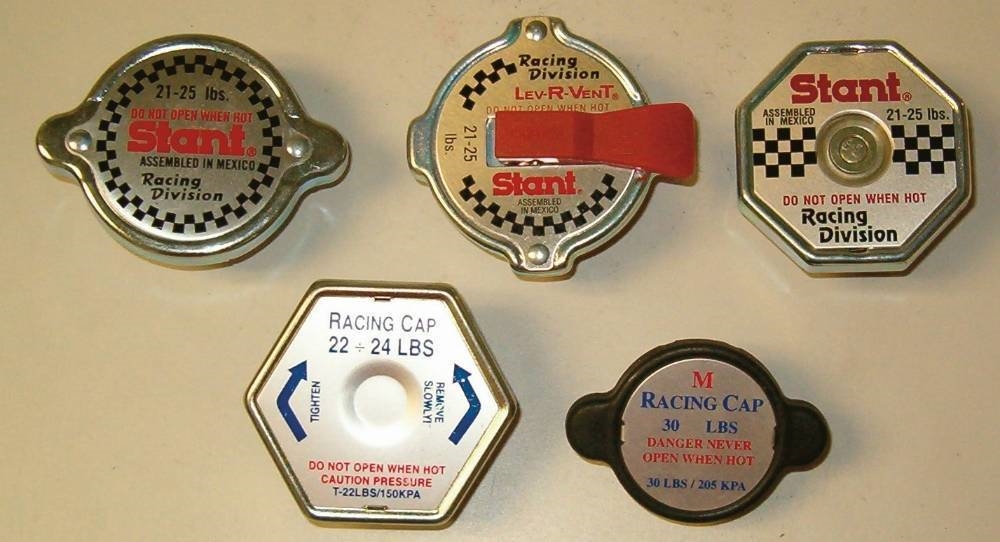 21-25 lbs.
DO NOT OPEN WHEN HOT
Stant®
ASSEMBLED IN MEXICO
Racing
Division
Racing
Division
LEV-R-VENT®
DO NOT OPEN WHEN HOT
21-25
lbs.
Stant®
ASSEMBLED
IN MEXICO
Stant®
ASSEMBLED
IN MEXICO
21-25 lbs.
DO NOT OPEN WHEN HOT
Racing
Division
RACING CAP
22 ÷ 24 LBS
TIGHTEN
REMOVE
SLOWLY!
DO NOT OPEN WHEN HOT
CAUTION PRESSURE
T-22LBS/150KPA
M
RACING CAP
30 LBS
DANGER NEVER
OPEN WHEN HOT
30 LBS / 205 KPA